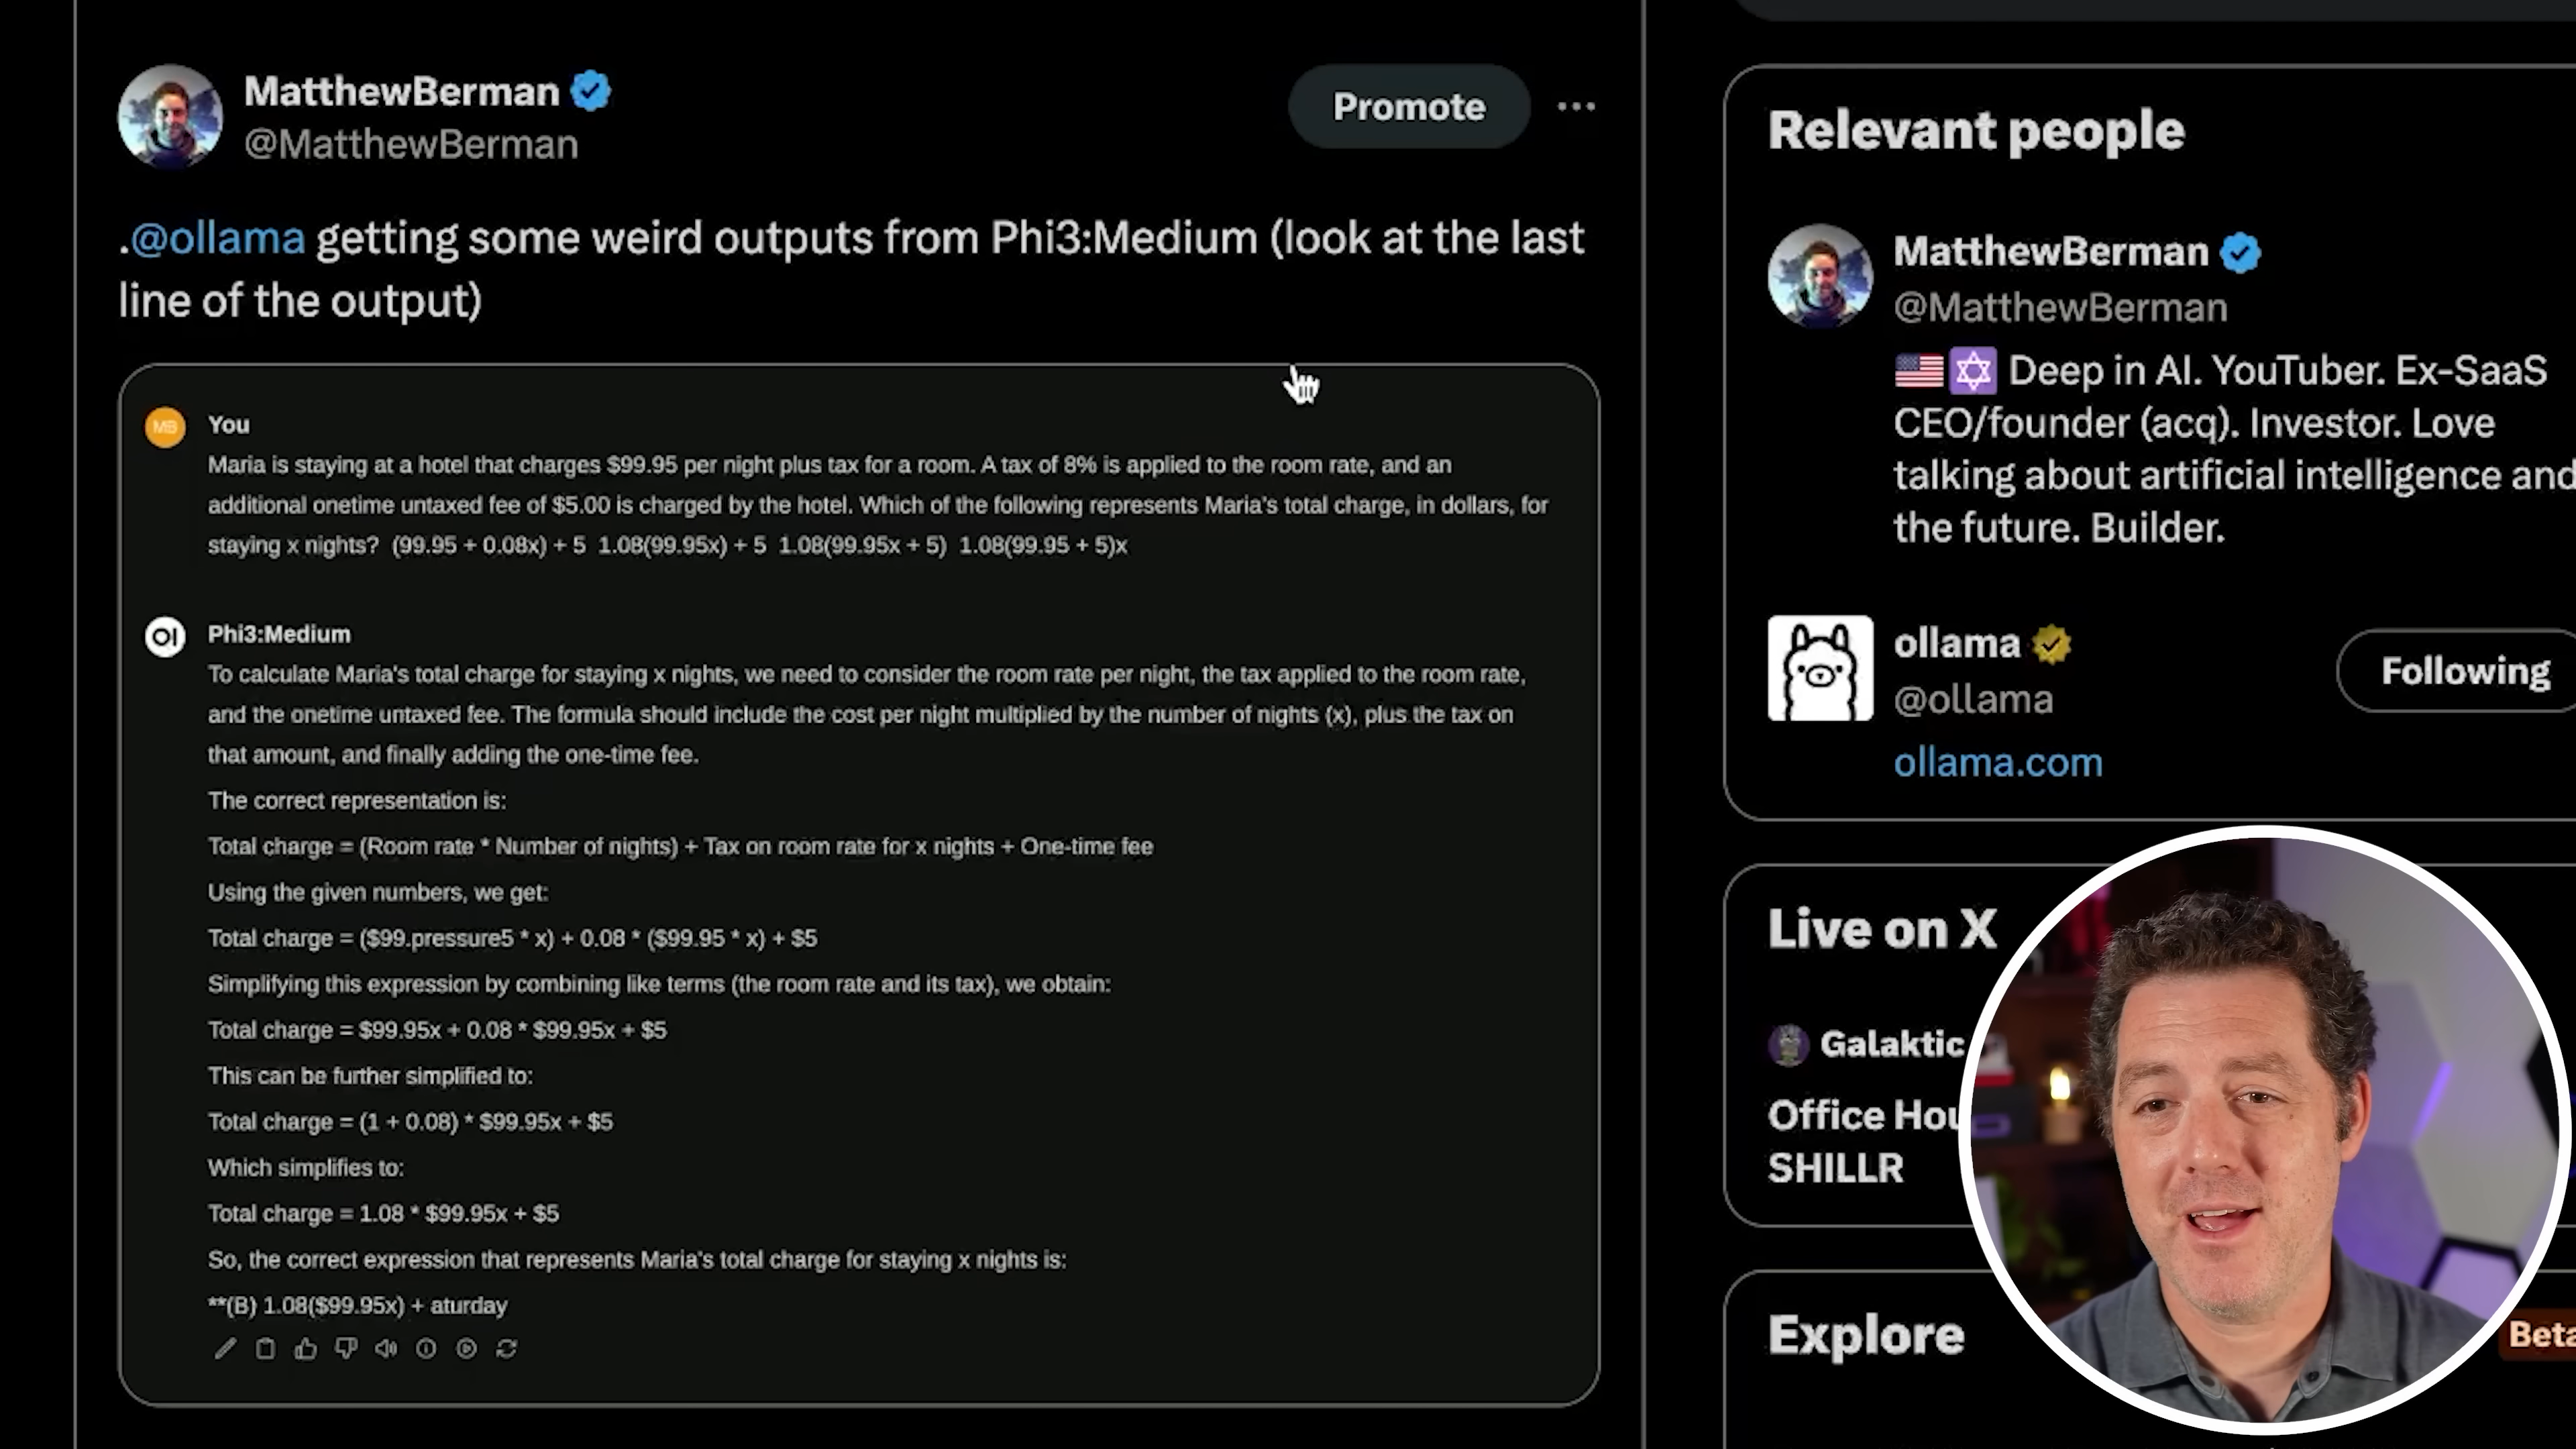 MatthewBerman
@MatthewBerman
Promote
.@ollama getting some weird outputs from Phi3:Medium (look at the last
line of the output)
MB
You
Maria is staying at a hotel that charges $99.95 per night plus tax for a room. A tax of 8% is applied to the room rate, and an
additional onetime untaxed fee of $5.00 is charged by the hotel. Which of the following represents Maria's total charge, in dollars, for
staying x nights? (99.95 + 0.08x) + 5 1.08(99.95x) + 5 1.08(99.95x + 5) 1.08(99.95 + 5)x
OI
Phi3:Medium
To calculate Maria's total charge for staying x nights, we need to consider the room rate per night, the tax applied to the room rate,
and the onetime untaxed fee. The formula should include the cost per night multiplied by the number of nights (x), plus the tax on
that amount, and finally adding the one-time fee.
The correct representation is:
Total charge = (Room rate * Number of nights) + Tax on room rate for x nights + One-time fee
Using the given numbers, we get:
Total charge = ($99.pressure5 * x) + 0.08 * ($99.95 * x) + $5
Simplifying this expression by combining like terms (the room rate and its tax), we obtain:
Total charge = $99.95x + 0.08 * $99.95x + $5
This can be further simplified to:
Total charge = (1 + 0.08) * $99.95x + $5
Which simplifies to:
Total charge = 1.08 * $99.95x + $5
So, the correct expression that represents Maria's total charge for staying x nights is:
**(B) 1.08($99.95x) + aturday
Relevant people
MatthewBerman
@MatthewBerman
Deep in AI. YouTuber. Ex-SaaS
CEO/founder (acq). Investor. Love
talking about artificial intelligence and
the future. Builder.
ollama
@ollama
Following
ollama.com
Live on X
Galaktic
Office Hou
SHILLR
Explore
Beta